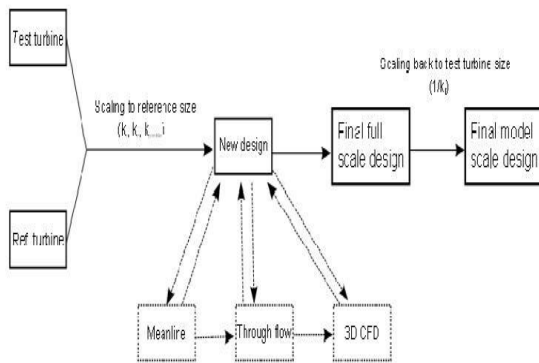 Test turbine
Scaling to reference size
Ref turbine
New design
Scaling back to test turbine size
Final full
scale design
Final model
scale design
Meanline
Through flow
3D CFD